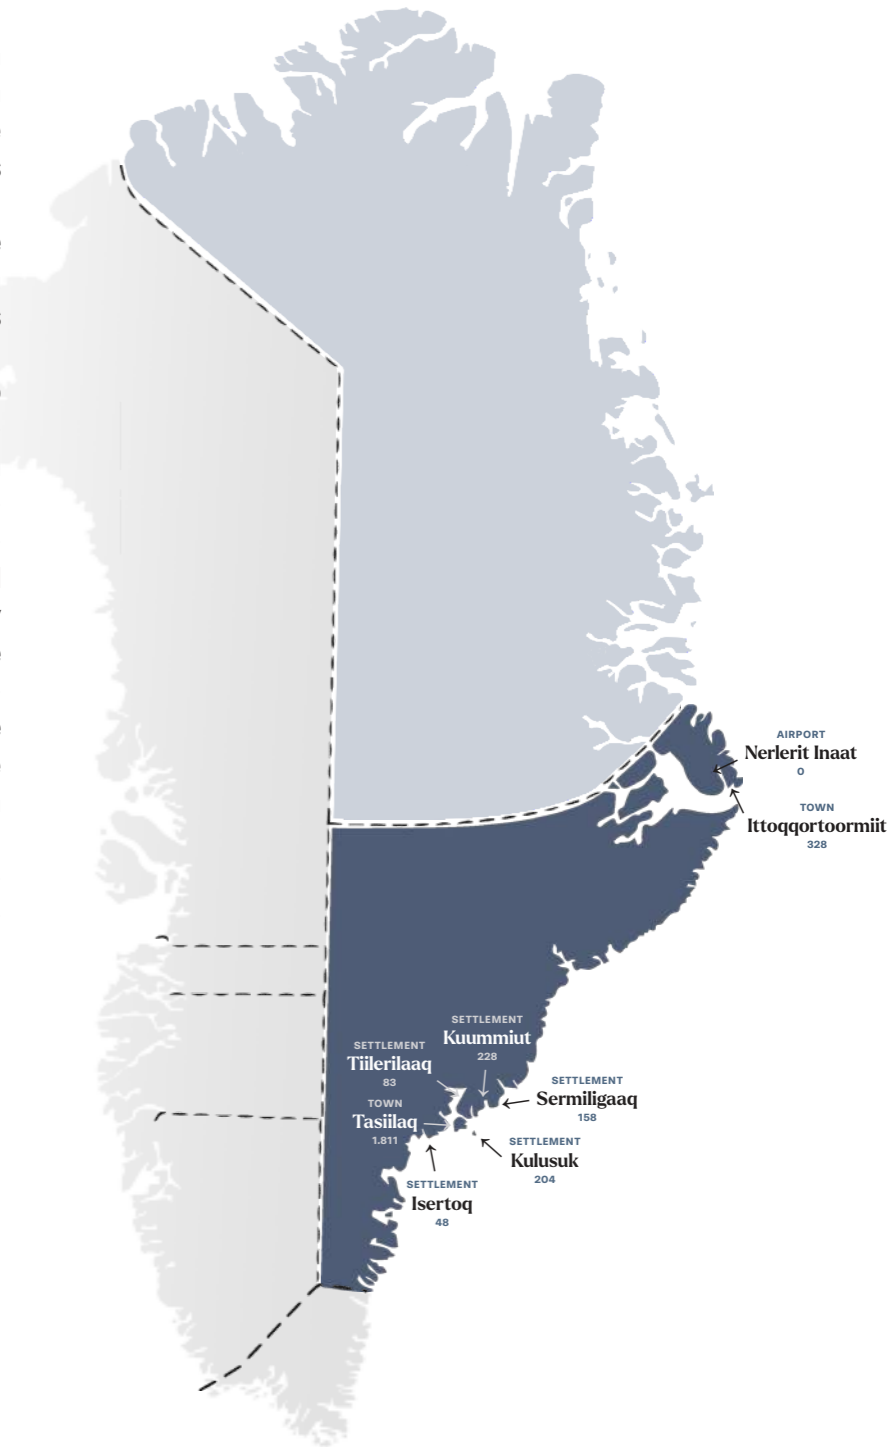 AIRPORT
Nerlerit Inaat
0
TOWN
Ittoqqortoormiit
328
SETTLEMENT
Kuummiut
228
SETTLEMENT
Tiilerilaaq
83
SETTLEMENT
Sermiligaaq
158
TOWN
Tasiilaq
1.811
SETTLEMENT
Kulusuk
204
SETTLEMENT
Isertoq
48